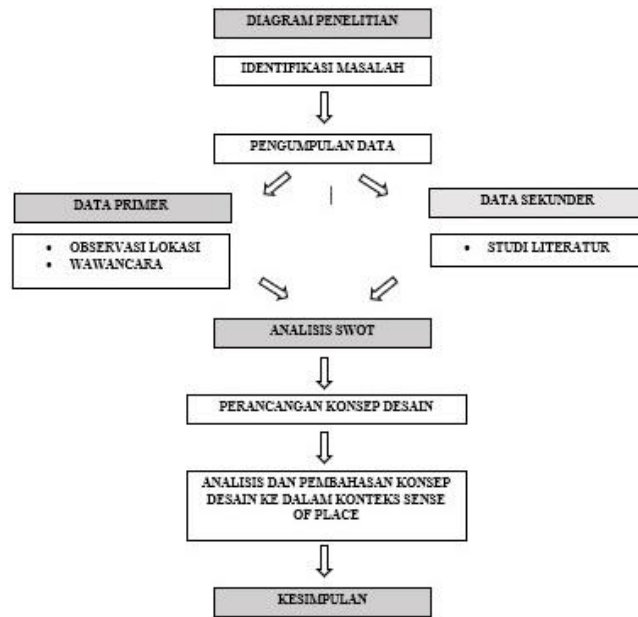 DIAGRAM PENELITIAN
IDENTIFIKASI MASALAH
PENGUMPULAN DATA
DATA PRIMER
• OBSERVASI LOKASI
• WAWANCARA
DATA SEKUNDER
• STUDI LITERATUR
ANALISIS SWOT
PERANCANGAN KONSEP DESAIN
ANALISIS DAN PEMBAHASAN KONSEP
DESAIN KE DALAM KONTEKS SENSE
OF PLACE
KESIMPULAN